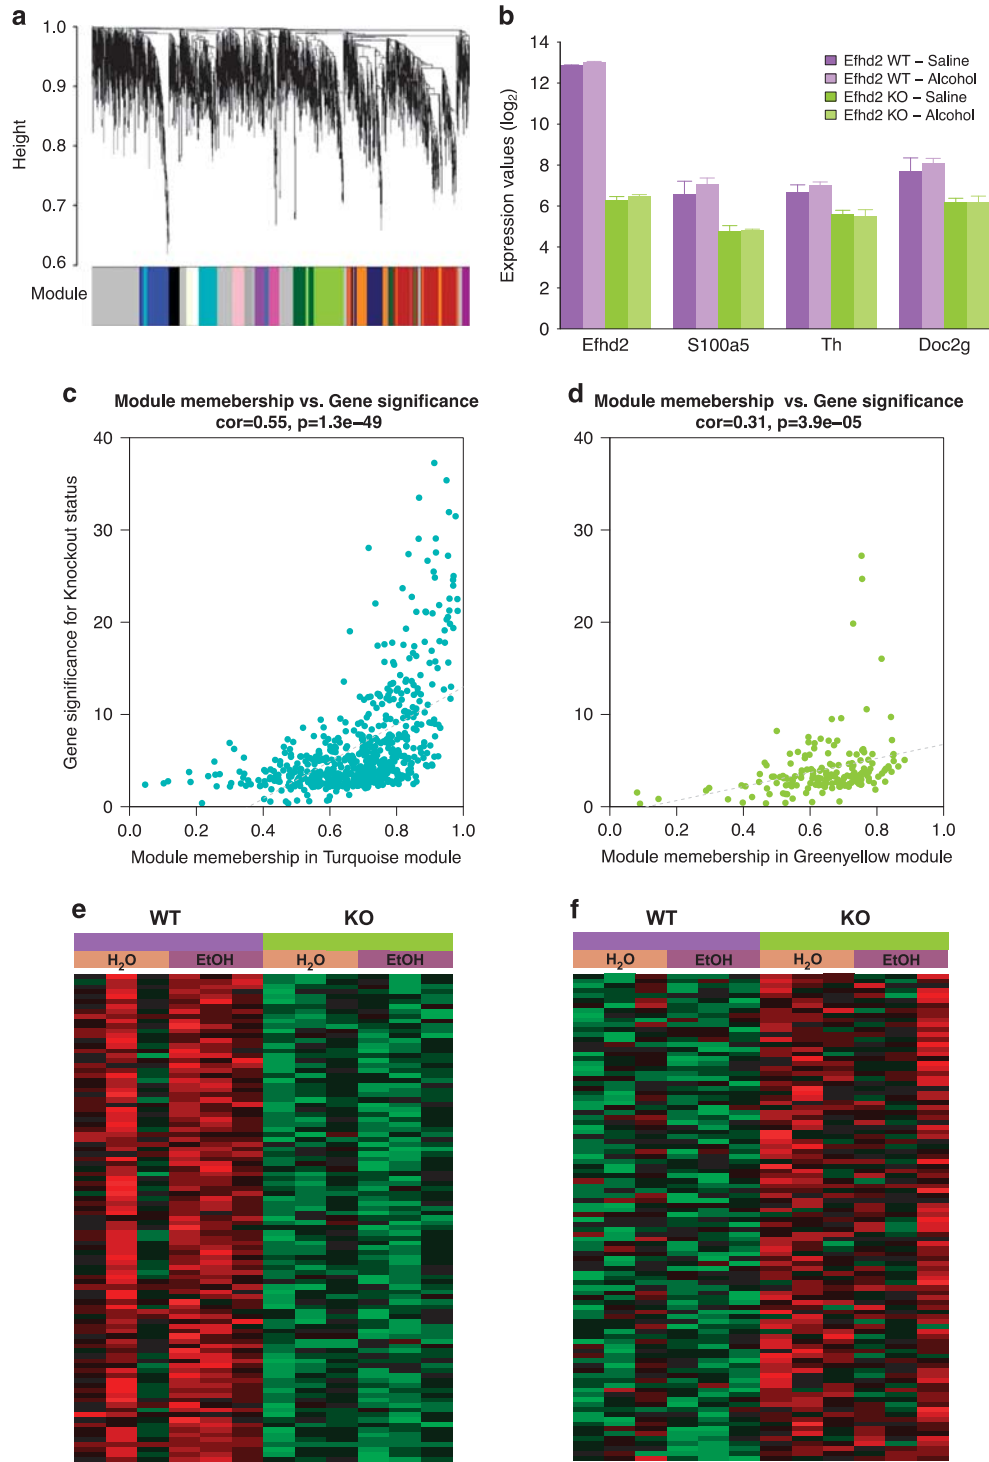 a
1.0
0.9
0.8
0.7
0.6
Height
Module
b
14
12
10
8
6
4
2
0
Expression values (log2)
Efhd2 WT – Saline
Efhd2 WT – Alcohol
Efhd2 KO – Saline
Efhd2 KO – Alcohol
Efhd2 S100a5 Th Doc2g
c
Module memebership vs. Gene significance
cor=0.55, p=1.3e–49
40
30
20
10
0
Gene significance for Knockout status
0.0 0.2 0.4 0.6 0.8 1.0
Module memebership in Turquoise module
d
Module memebership vs. Gene significance
cor=0.31, p=3.9e–05
40
30
20
10
0
0.0 0.2 0.4 0.6 0.8 1.0
Module memebership in Greenyellow module
e
WT KO
H2O EtOH H2O EtOH
f
WT KO
H2O EtOH H2O EtOH